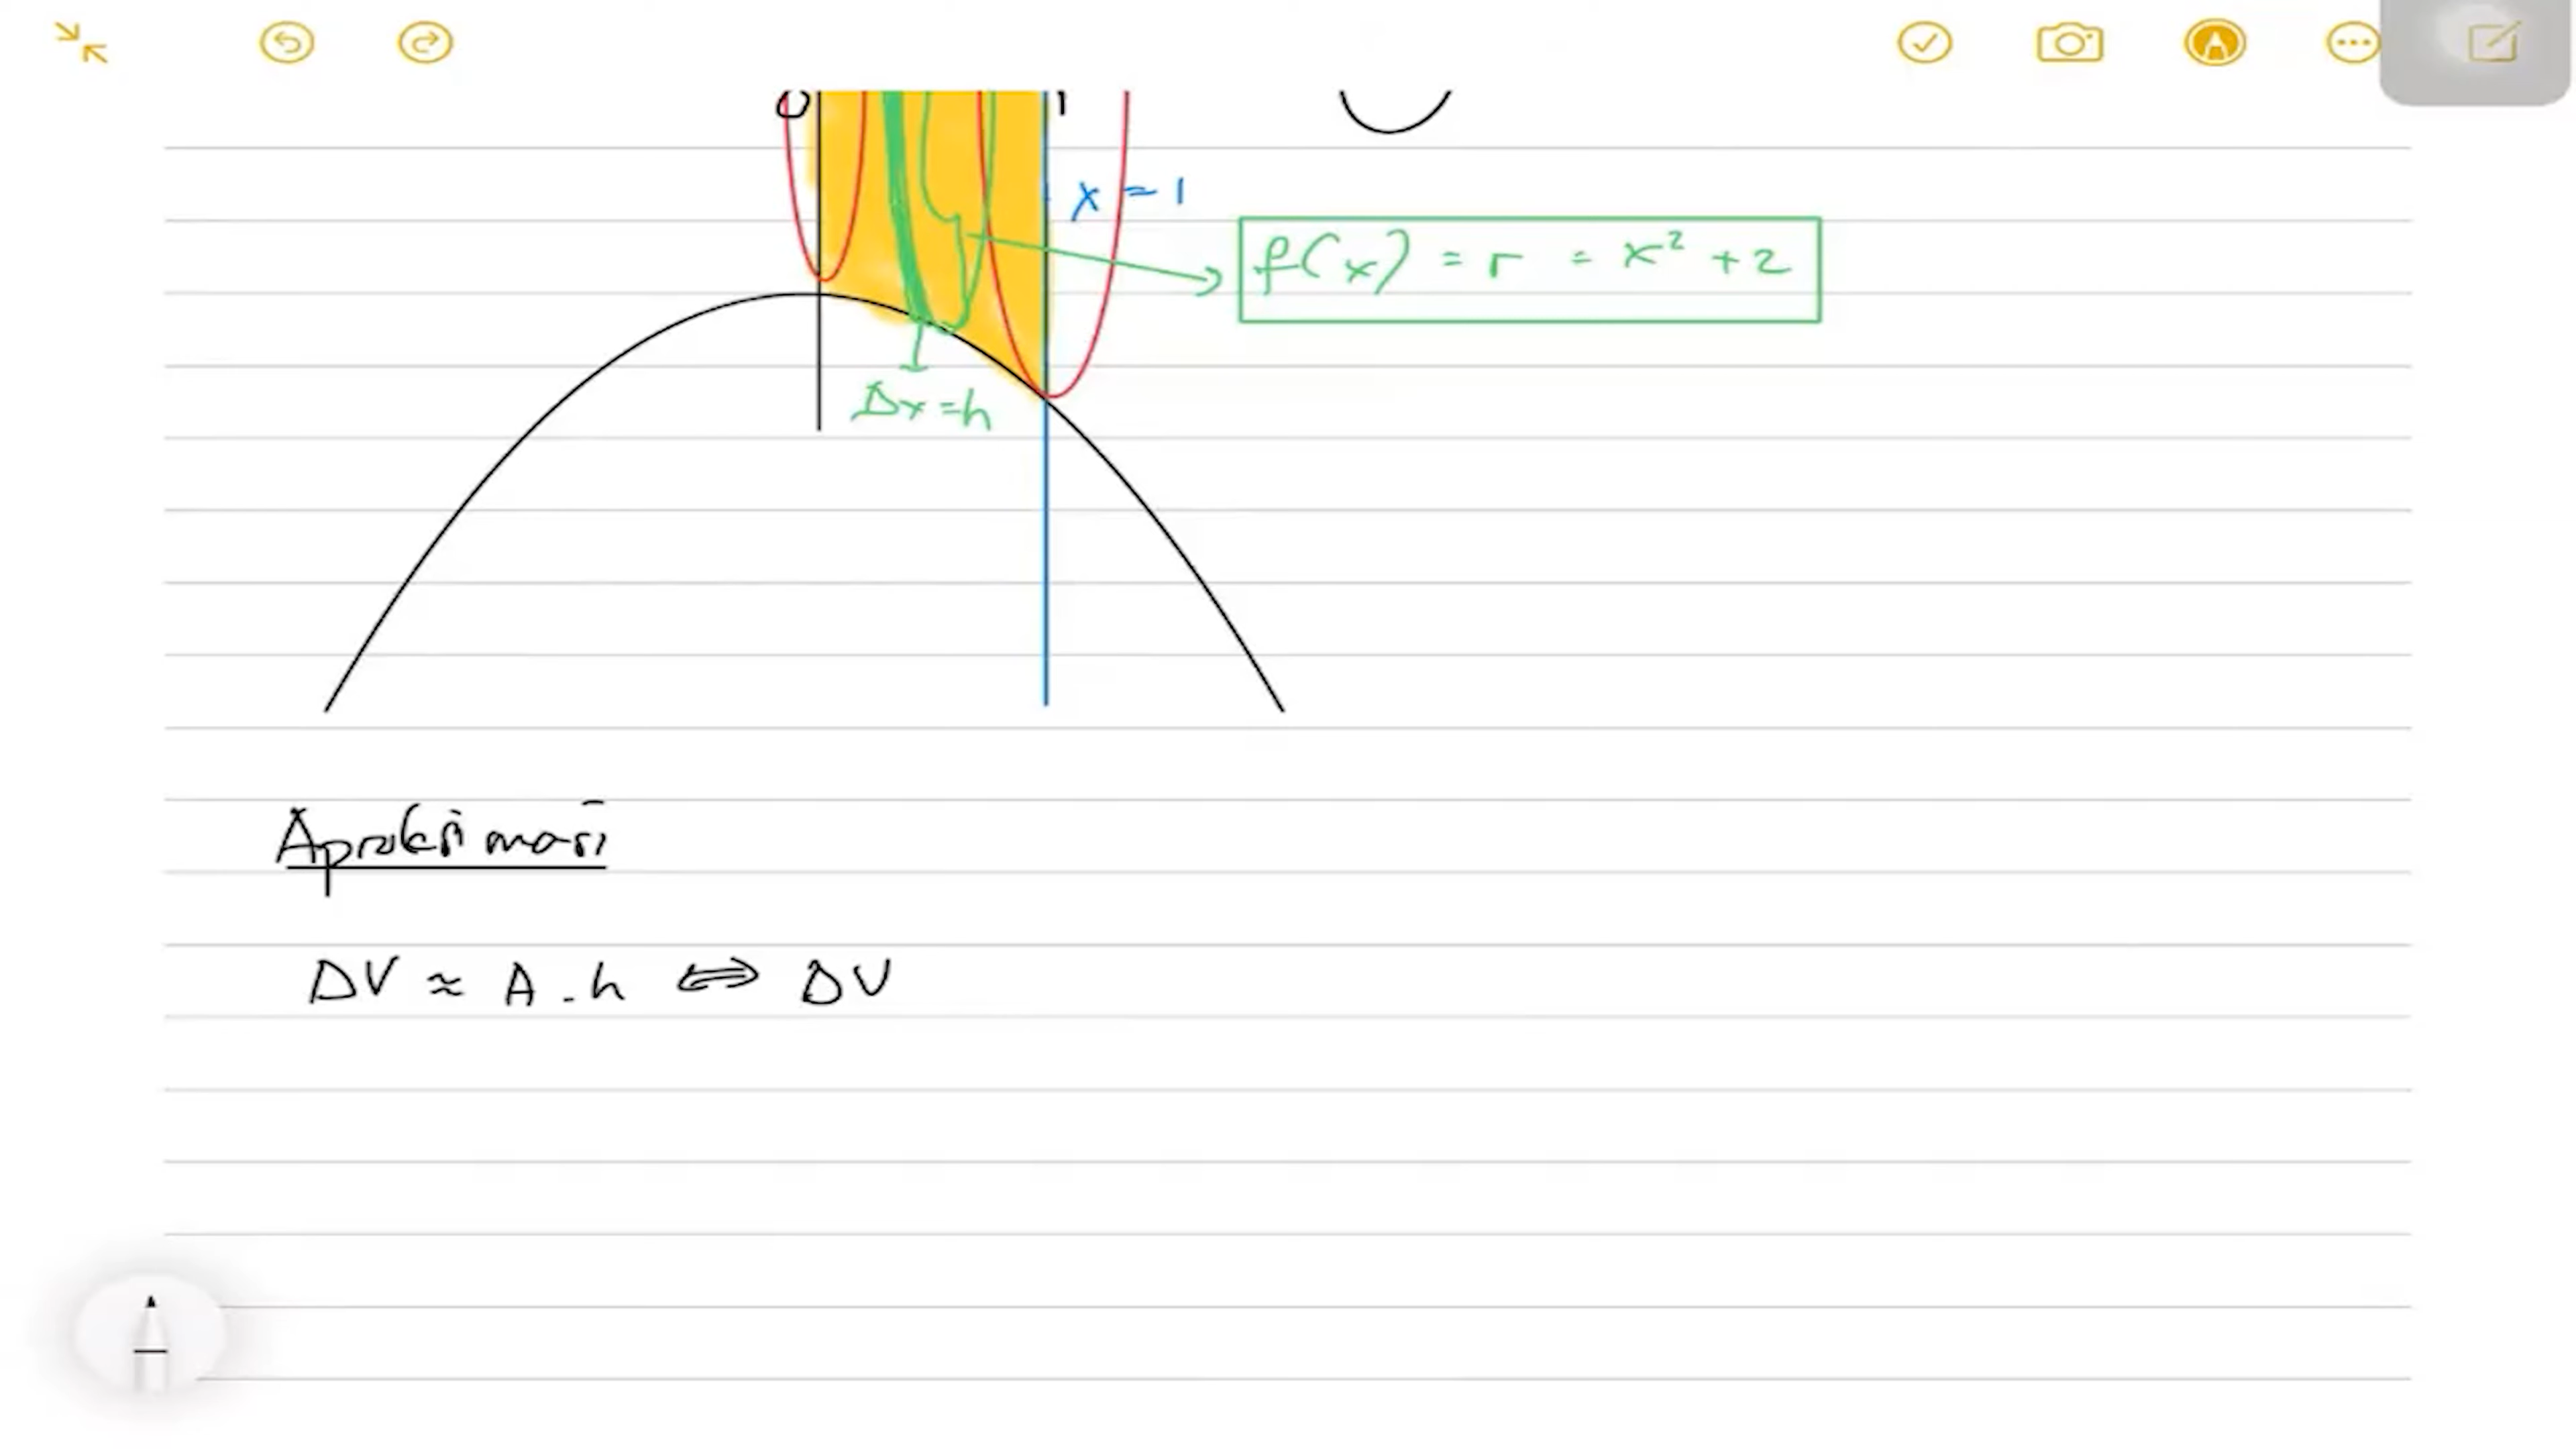 0 1
x = 1
f(x) = r = x² + 2
Δx = h
Aproksimasi
ΔV ≈ A . h ⇔ ΔV